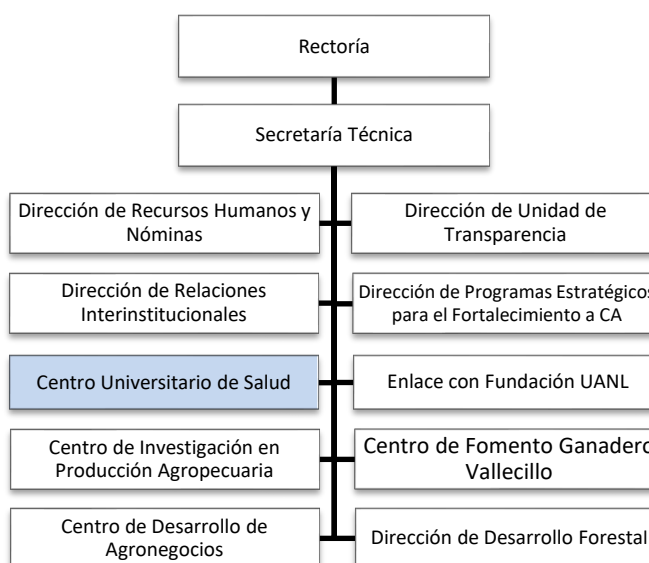 Rectoría
Secretaría Técnica
Dirección de Recursos Humanos y
Nóminas
Dirección de Unidad de
Transparencia
Dirección de Relaciones
Interinstitucionales
Dirección de Programas Estratégicos
para el Fortalecimiento a CA
Centro Universitario de Salud
Enlace con Fundación UANL
Centro de Investigación en
Producción Agropecuaria
Centro de Fomento Ganadero
Vallecillo
Centro de Desarrollo de
Agronegocios
Dirección de Desarrollo Forestal